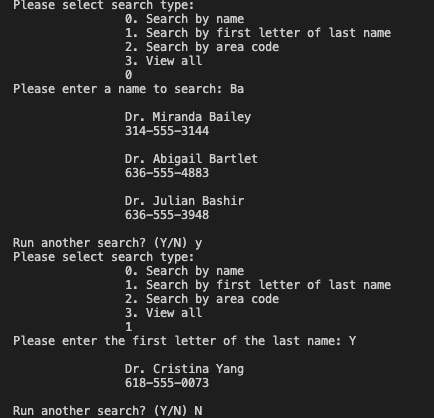 Please select search type:
0. Search by name
1. Search by first letter of last name
2. Search by area code
3. View all
0
Please enter a name to search: Ba
Dr. Miranda Bailey
314-555-3144
Dr. Abigail Bartlet
636-555-4883
Dr. Julian Bashir
636-555-3948
Run another search? (Y/N) y
Please select search type:
0. Search by name
1. Search by first letter of last name
2. Search by area code
3. View all
1
Please enter the first letter of the last name: Y
Dr. Cristina Yang
618-555-0073
Run another search? (Y/N) N